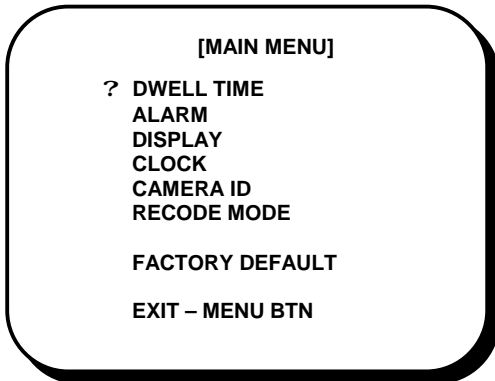 [MAIN MENU]
? DWELL TIME
ALARM
DISPLAY
CLOCK
CAMERA ID
RECODE MODE
FACTORY DEFAULT
EXIT – MENU BTN